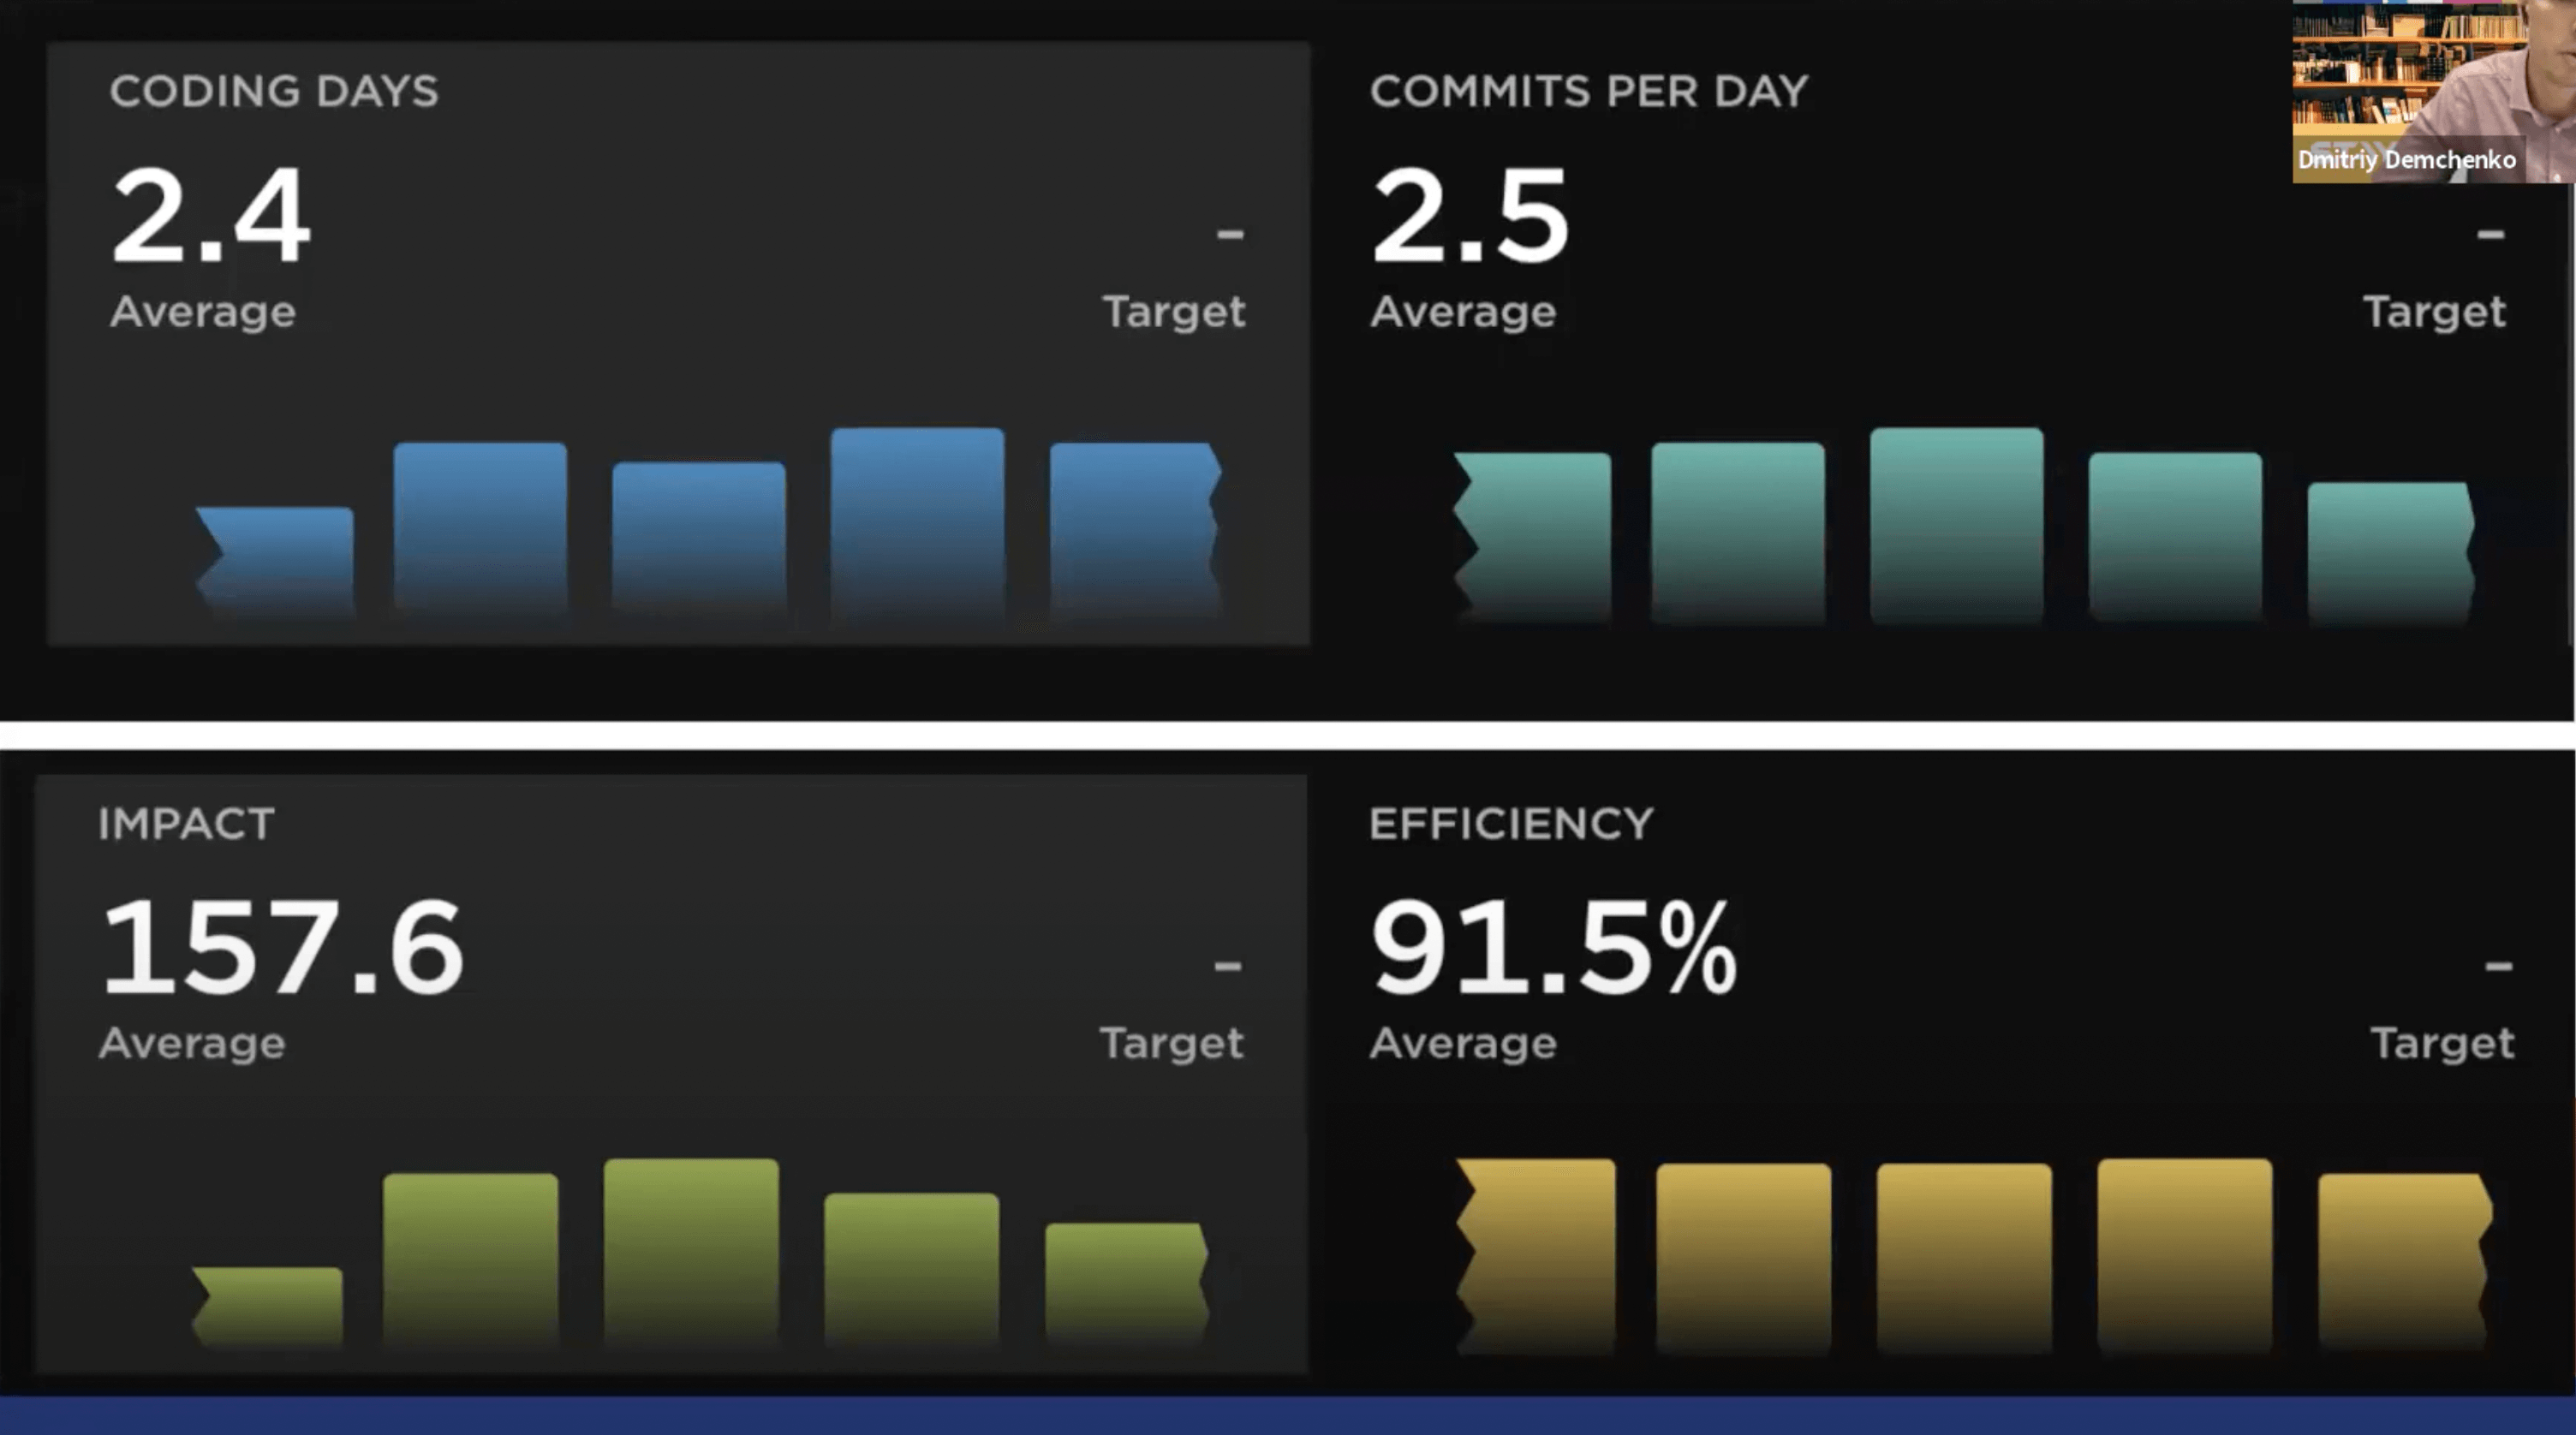 CODING DAYS
2.4
–
Average
Target
COMMITS PER DAY
2.5
–
Average
Target
Dmitriy Demchenko
IMPACT
157.6
–
Average
Target
EFFICIENCY
91.5%
–
Average
Target